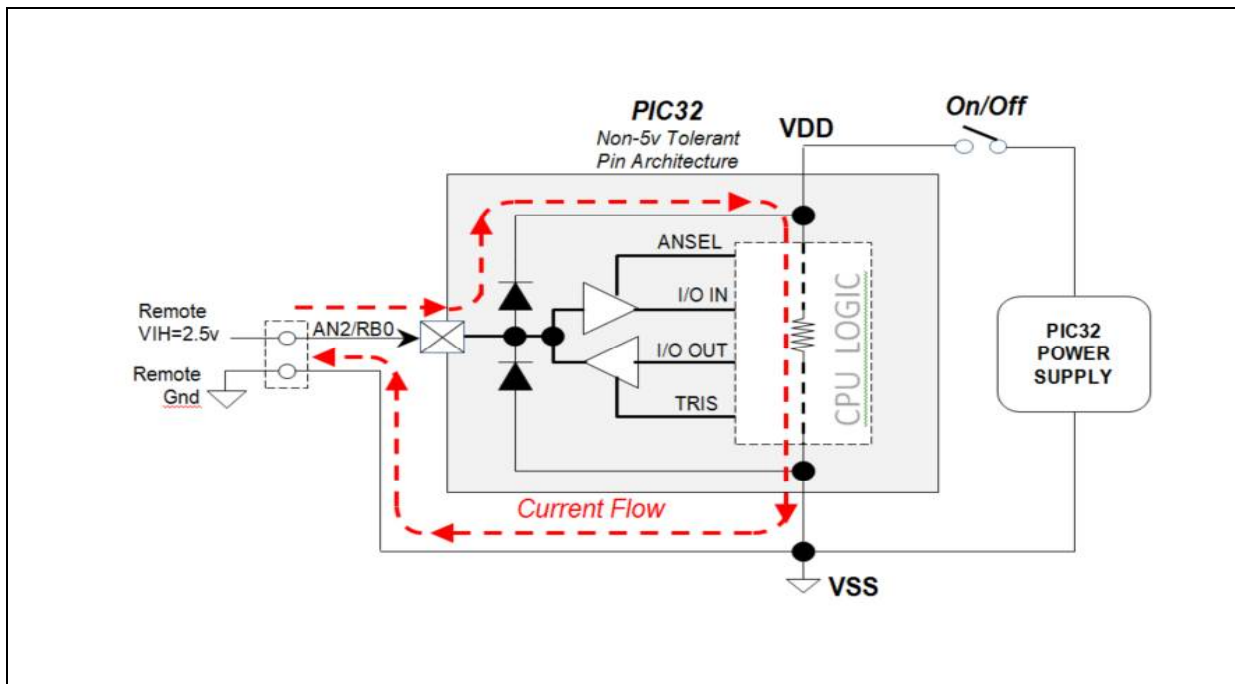 PIC32
Non-5v Tolerant
Pin Architecture
VDD
On/Off
ANSEL
I/O IN
I/O OUT
TRIS
CPU LOGIC
Remote
VIH=2.5v
AN2/RB0
Remote
Gnd
PIC32
POWER
SUPPLY
Current Flow
VSS